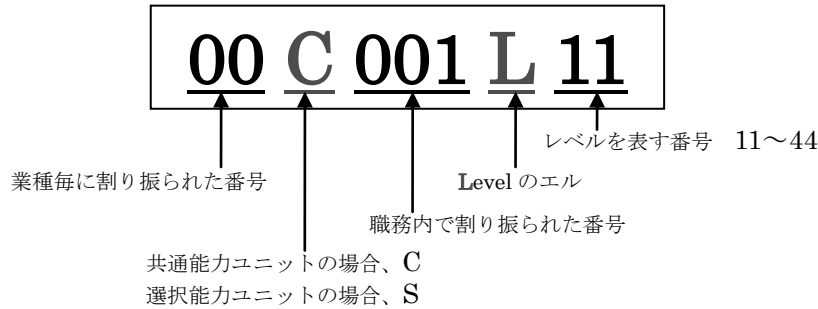 00 C 001 L 11
レベルを表す番号 11～44
業種毎に割り振られた番号
Level のエル
職務内で割り振られた番号
共通能力ユニットの場合、C
選択能力ユニットの場合、S